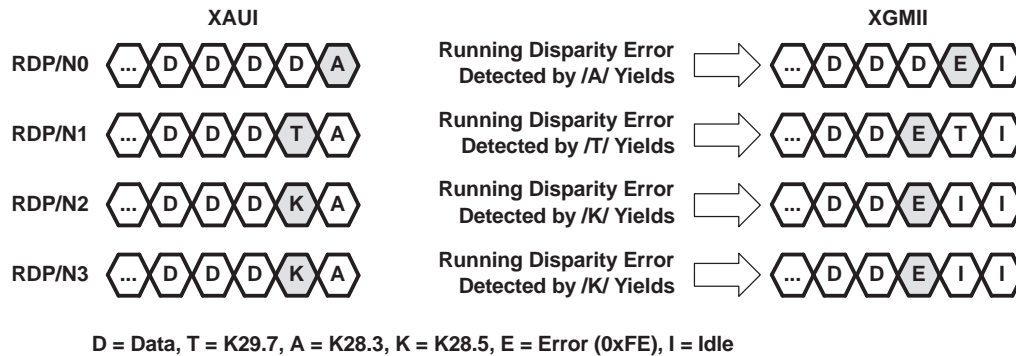 XAUI XGMII
RDP/N0 ... D D D D A Running Disparity Error Detected by /A/ Yields ... D D D E I
RDP/N1 ... D D D T A Running Disparity Error Detected by /T/ Yields ... D D E T I
RDP/N2 ... D D D K A Running Disparity Error Detected by /K/ Yields ... D D E I I
RDP/N3 ... D D D K A Running Disparity Error Detected by /K/ Yields ... D D E I I
D = Data, T = K29.7, A = K28.3, K = K28.5, E = Error (0xFE), I = Idle